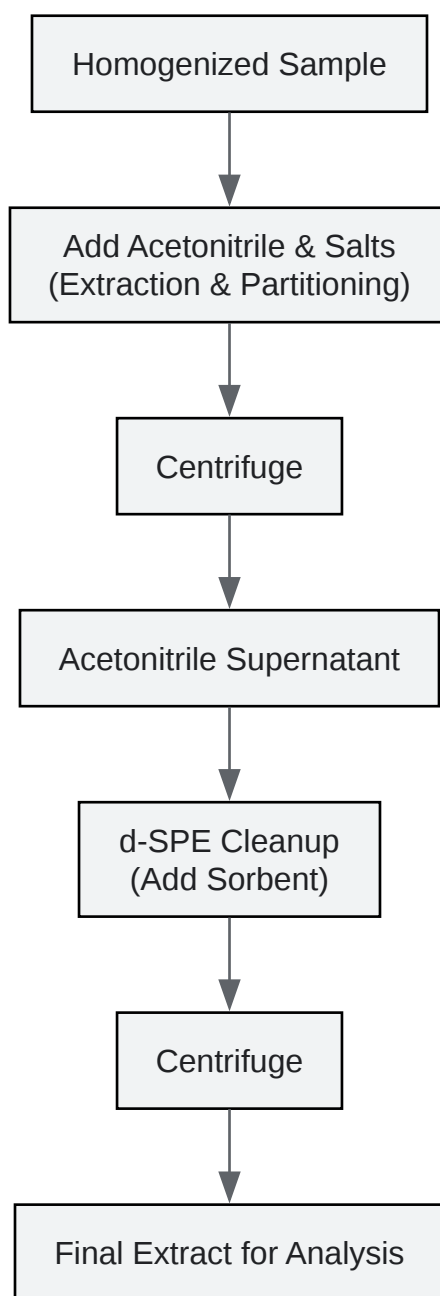 Homogenized Sample
Add Acetonitrile & Salts
(Extraction & Partitioning)
Centrifuge
Acetonitrile Supernatant
d-SPE Cleanup
(Add Sorbent)
Centrifuge
Final Extract for Analysis